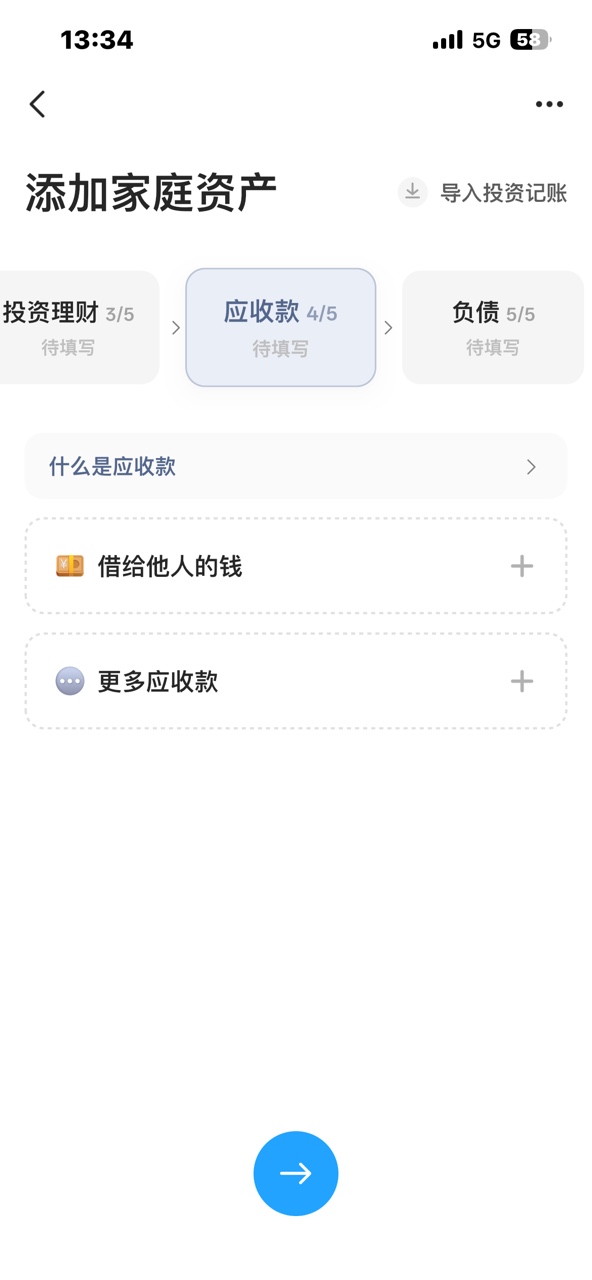 13:34
5G
58
添加家庭资产
导入投资记账
投资理财 3/5
待填写
应收款 4/5
待填写
负债 5/5
待填写
什么是应收款
借给他人的钱
更多应收款